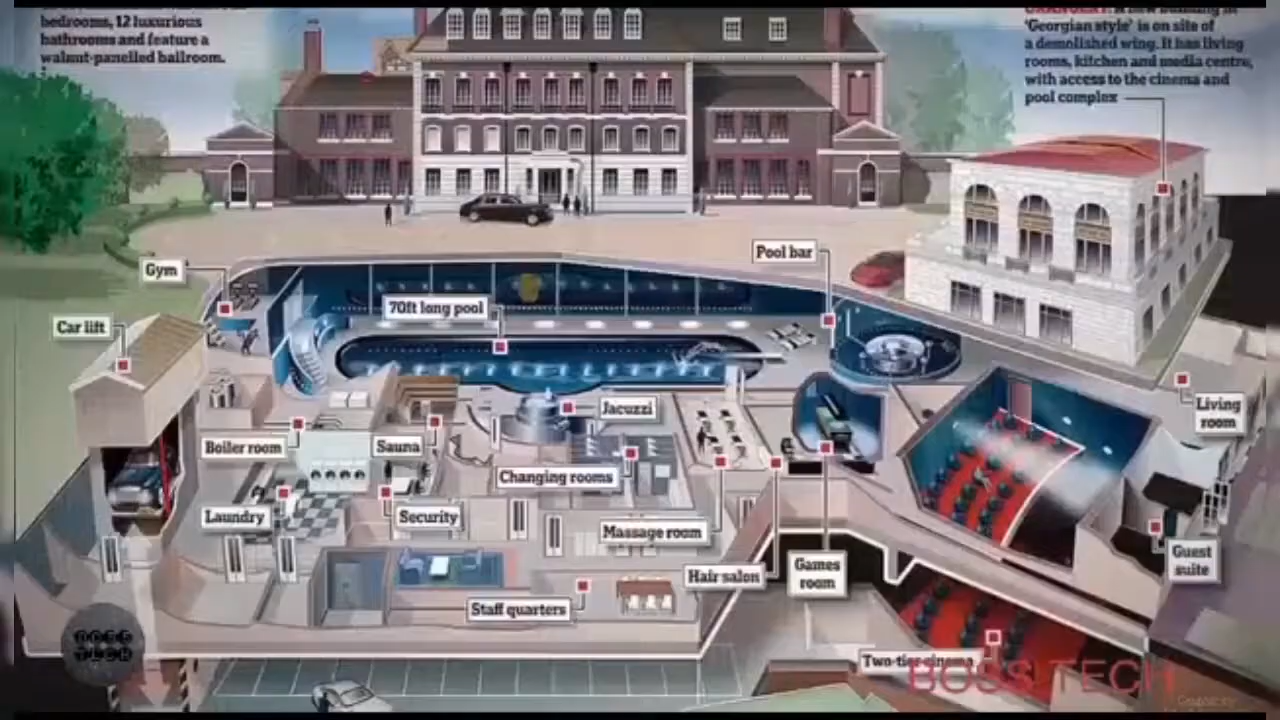 bedrooms, 12 luxurious
bathrooms and feature a
walnut-panelled ballroom.
'Georgian style' is on site of
a demolished wing. It has living
rooms, kitchen and media centre,
with access to the cinema and
pool complex
Pool bar
Gym
70ft long pool
Car lift
Jacuzzi
Living
room
Boiler room
Sauna
Changing rooms
Laundry
Security
Massage room
Hair salon
Games
room
Guest
suite
Staff quarters
Two-tier cinema
BOSS TECH
BOSS
TECH